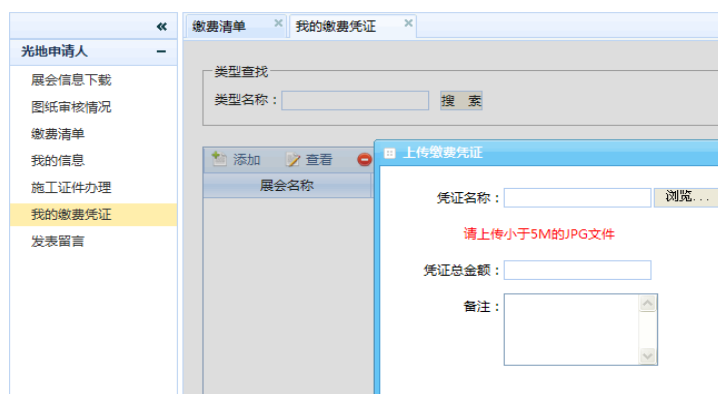 缴费清单 我的缴费凭证
光地申请人
类型查找
展会信息下载
类型名称： 搜 索
图纸审核情况
缴费清单
我的信息
添加 查看 上传缴费凭证
施工证件办理
展会名称
凭证名称： 浏览...
我的缴费凭证
请上传小于5M的JPG文件
发表留言
凭证总金额：
备注：